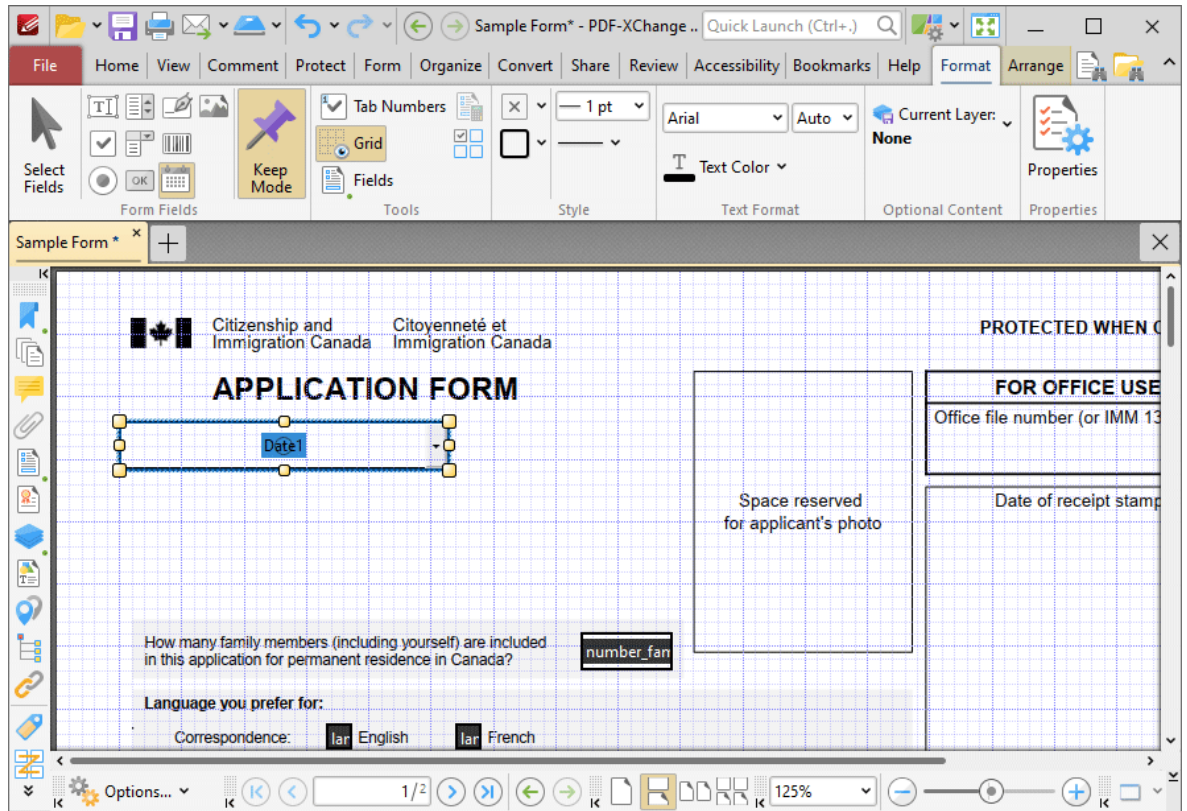 Sample Form* - PDF-XChange ..
Quick Launch (Ctrl+.)
File Home View Comment Protect Form Organize Convert Share Review Accessibility Bookmarks Help Format Arrange
Select Fields
OK
Form Fields
Keep Mode
Tab Numbers
Grid
Fields
Tools
1 pt
Style
Arial
Auto
T Text Color
Text Format
Current Layer:
None
Optional Content
Properties
Properties
Sample Form *
Citizenship and
Immigration Canada
Citoyenneté et
Immigration Canada
PROTECTED WHEN
APPLICATION FORM
FOR OFFICE USE
Office file number (or IMM 13
Date1
Space reserved
for applicant's photo
Date of receipt stamp
How many family members (including yourself) are included
in this application for permanent residence in Canada?
number_fam
Language you prefer for:
Correspondence:
lar English
lar French
Options...
1/2
125%